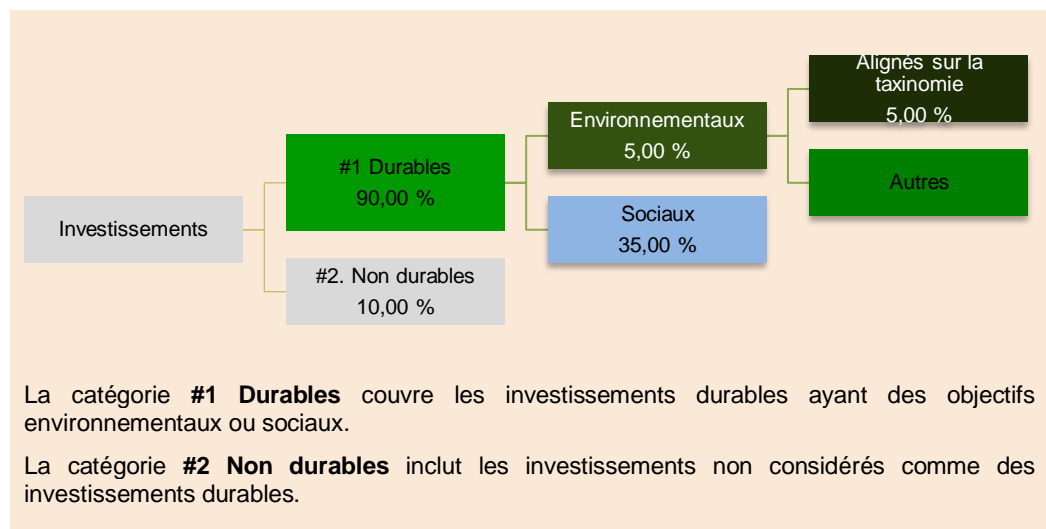 Alignés sur la
taxinomie
5,00 %
Environnementaux
5,00 %
#1 Durables
90,00 %
Autres
Sociaux
35,00 %
Investissements
#2. Non durables
10,00 %
La catégorie #1 Durables couvre les investissements durables ayant des objectifs
environnementaux ou sociaux.
La catégorie #2 Non durables inclut les investissements non considérés comme des
investissements durables.